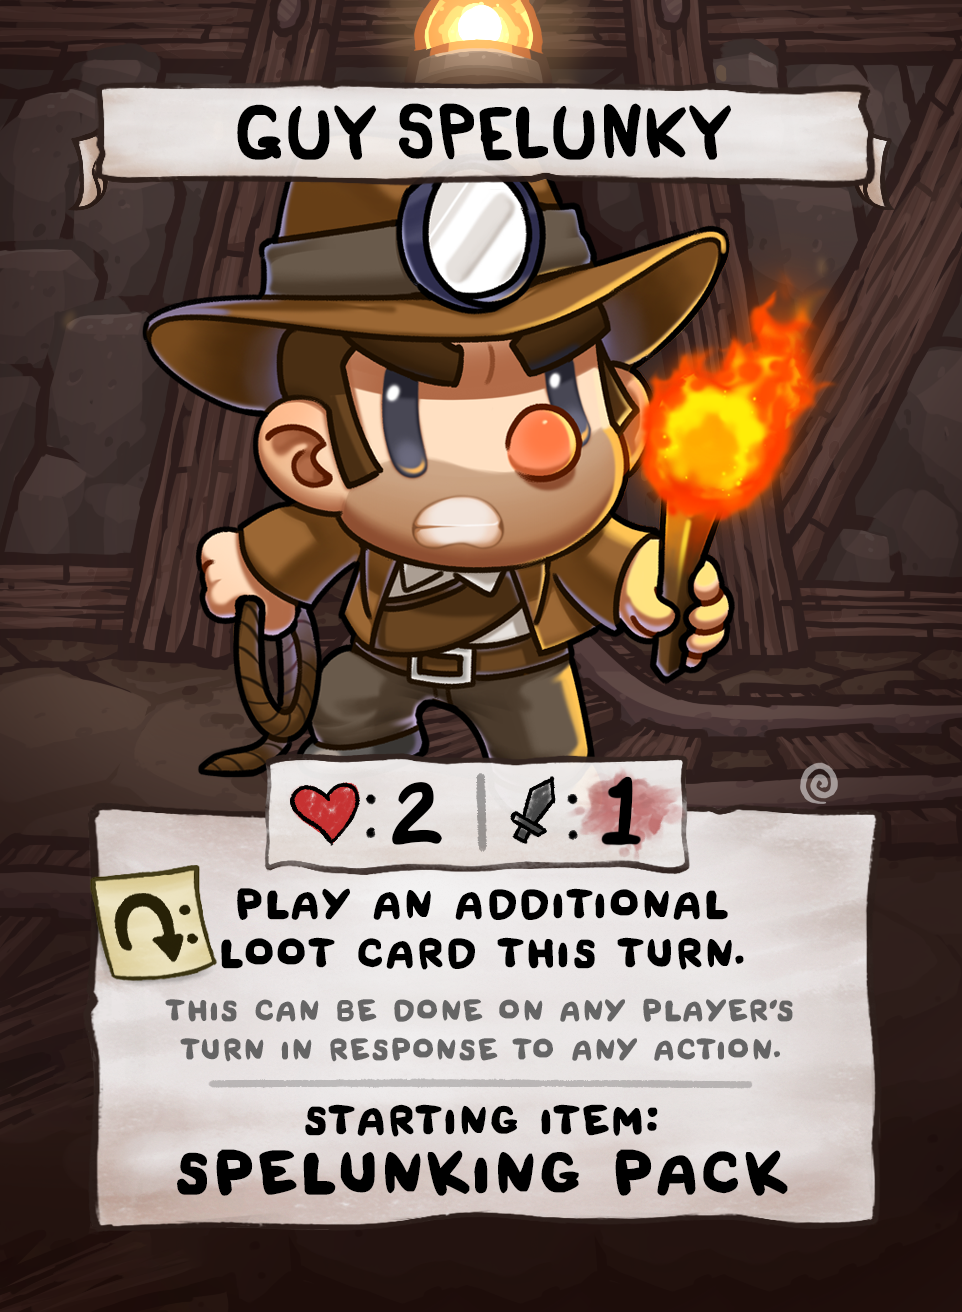 GUY SPELUNKY
:2 | :1
PLAY AN ADDITIONAL
LOOT CARD THIS TURN.
THIS CAN BE DONE ON ANY PLAYER'S
TURN IN RESPONSE TO ANY ACTION.
STARTING ITEM:
SPELUNKING PACK